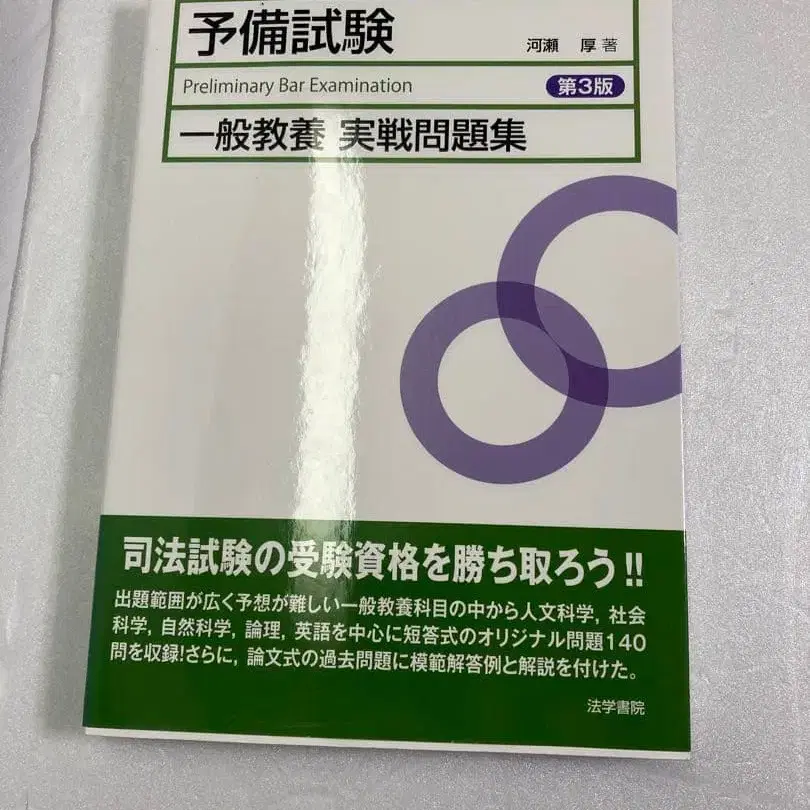 予備試験
河瀬 厚 著
Preliminary Bar Examination
第3版
一般教養 実戦問題集
司法試験の受験資格を勝ち取ろう!!
出題範囲が広く予想が難しい一般教養科目の中から人文科学, 社会
科学, 自然科学, 論理, 英語を中心に短答式のオリジナル問題140
問を収録!さらに, 論文式の過去問題に模範解答例と解説を付けた。
法学書院